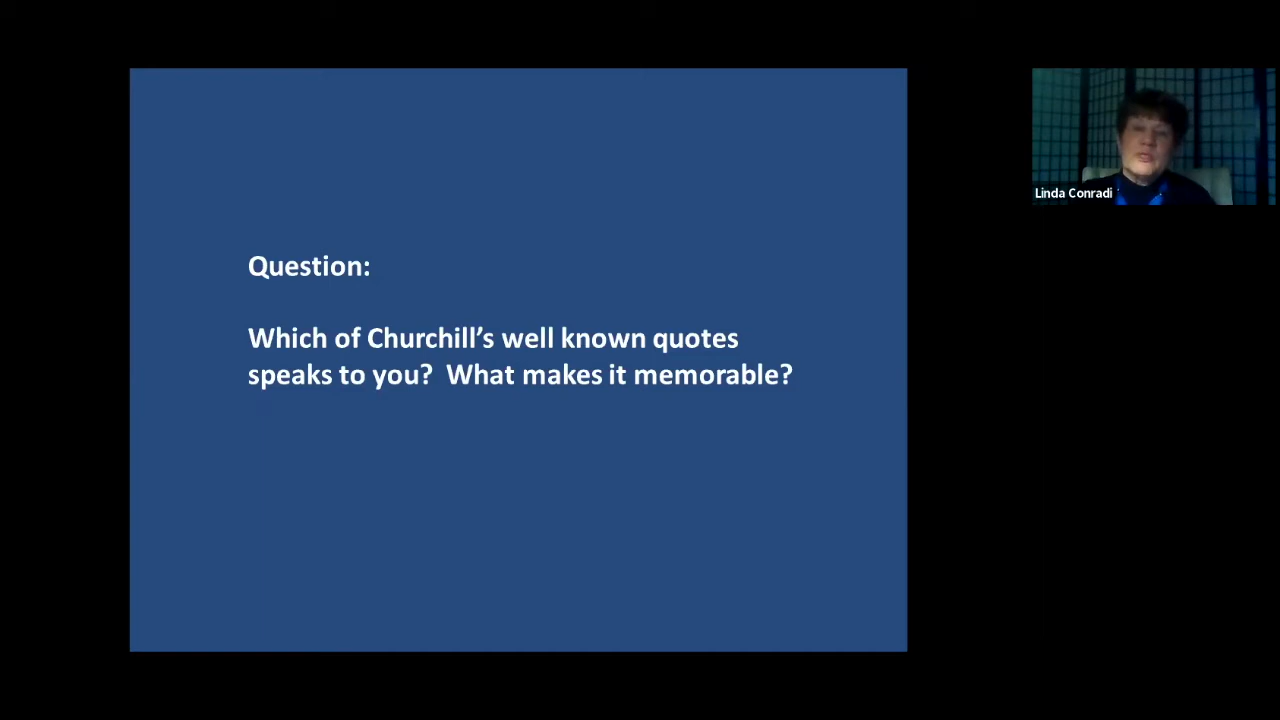 Question:
Which of Churchill’s well known quotes
speaks to you?  What makes it memorable?
Linda Conradi